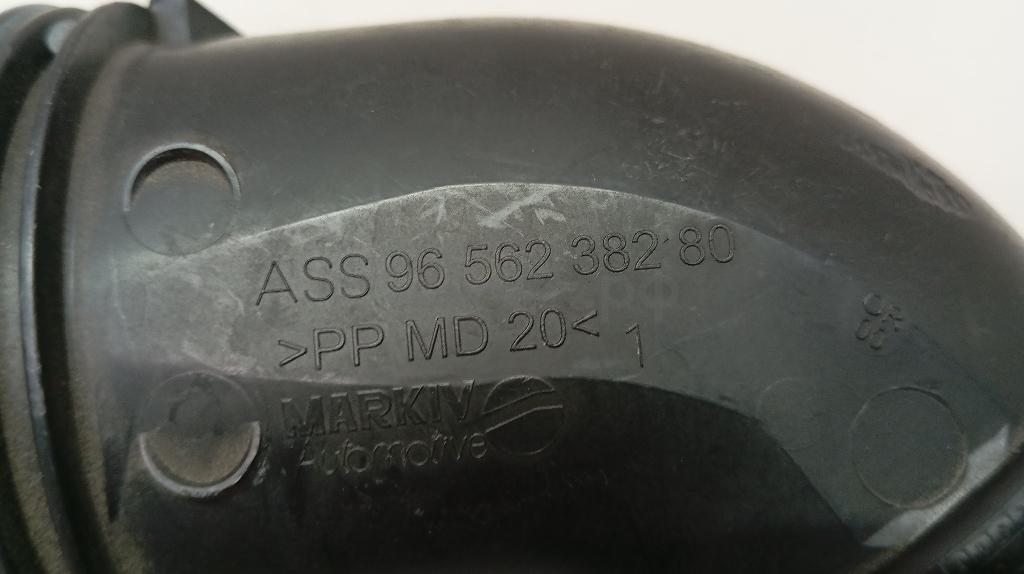 ASS 96 562 382 80
>PP MD 20< 1
MARKIV
Automotive